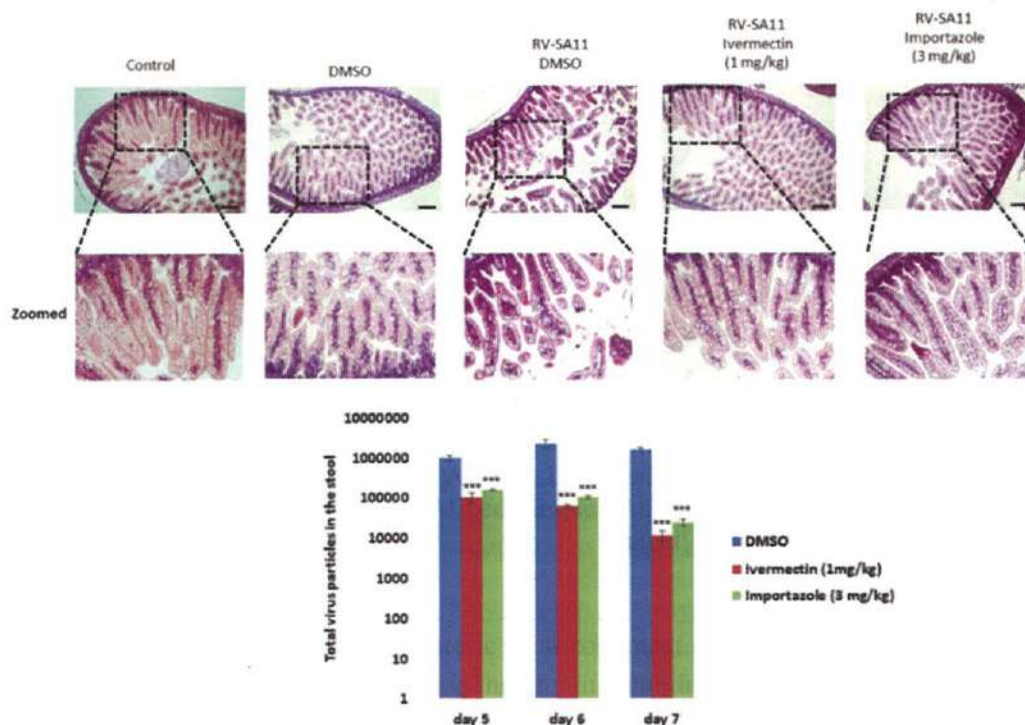 Control
DMSO
RV-SA11
DMSO
RV-SA11
Ivermectin
(1 mg/kg)
RV-SA11
Importazole
(3 mg/kg)
Zoomed
Total virus particles in the stool
10000000
1000000
100000
10000
1000
100
10
1
*** ***
*** ***
*** ***
day 5
day 6
day 7
DMSO
Ivermectin (1mg/kg)
Importazole (3 mg/kg)